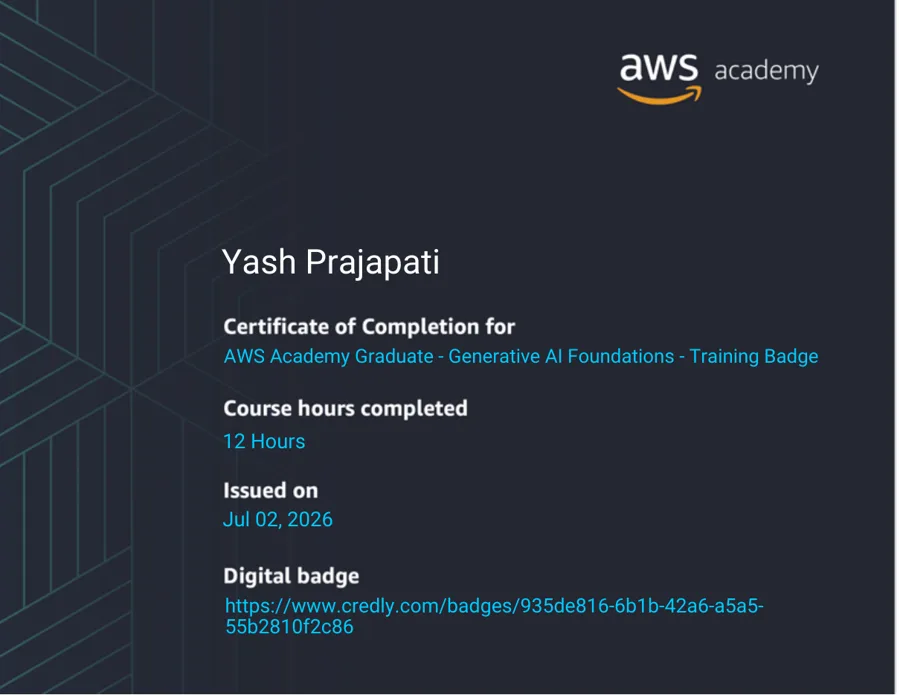 aws academy
Yash Prajapati
Certificate of Completion for
AWS Academy Graduate - Generative AI Foundations - Training Badge
Course hours completed
12 Hours
Issued on
Jul 02, 2026
Digital badge
https://www.credly.com/badges/935de816-6b1b-42a6-a5a5-
55b2810f2c86